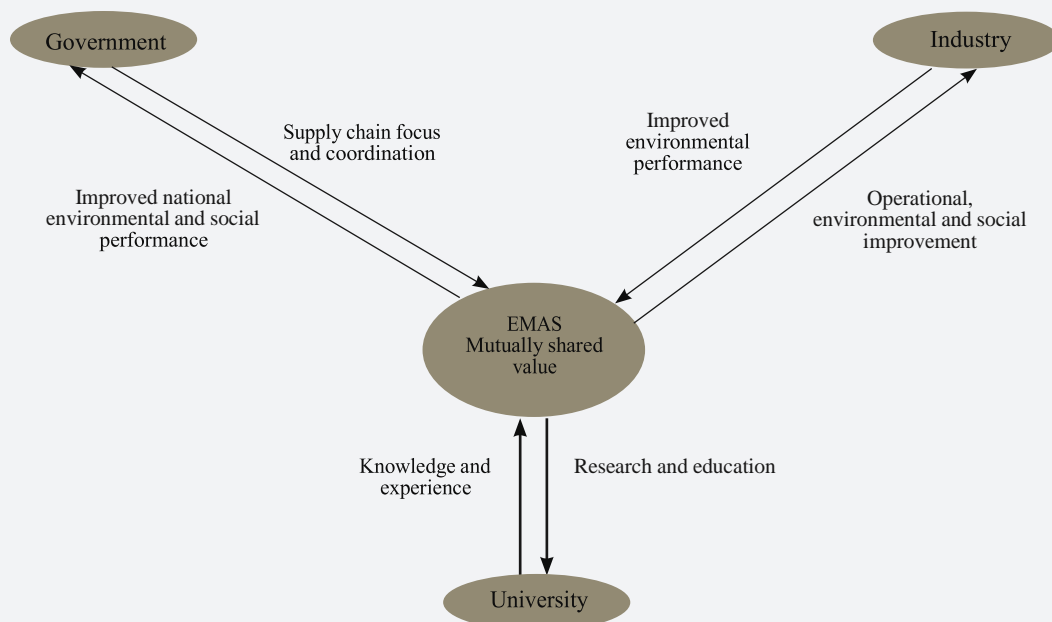 Government
Industry
Supply chain focus
and coordination
Improved
environmental
performance
Improved national
environmental and social
performance
Operational,
environmental and social
improvement
EMAS
Mutually shared
value
Knowledge and
experience
Research and education
University